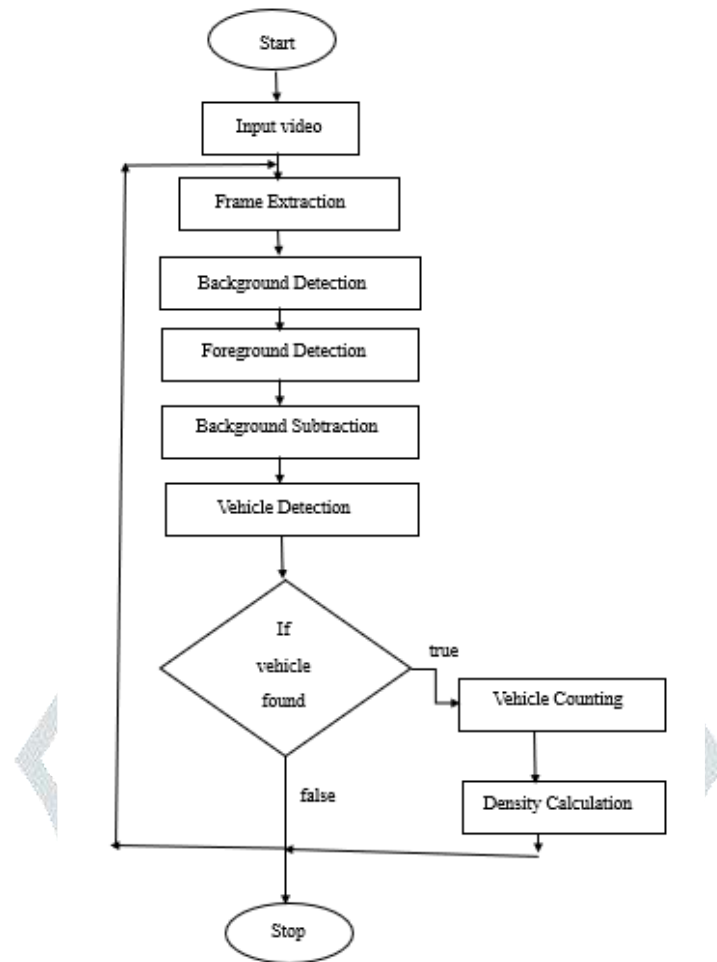 Start
Input video
Frame Extraction
Background Detection
Foreground Detection
Background Subtraction
Vehicle Detection
If
vehicle
found
true
Vehicle Counting
false
Density Calculation
Stop